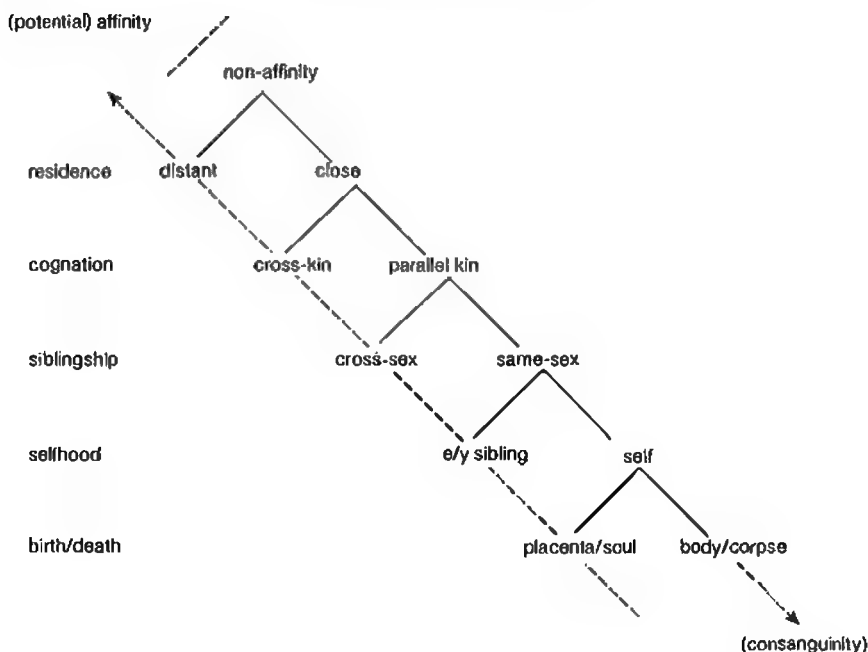 (potential) affinity
non-affinity
residence distant close
cognation cross-kin parallel kin
siblingship cross-sex same-sex
selfhood e/y sibling self
birth/death placenta/soul body/corpse
(consanguinity)